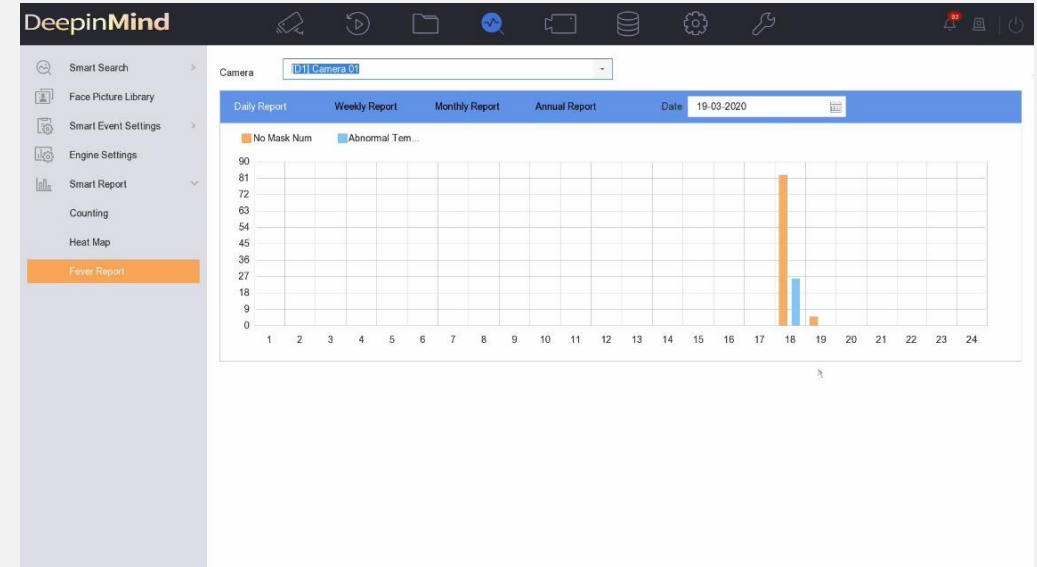 DeepinMind
Smart Search
Face Picture Library
Smart Event Settings
Engine Settings
Smart Report
Counting
Heat Map
Fever Report
Camera [D1] Camera 01
Daily Report Weekly Report Monthly Report Annual Report Date 19-03-2020
No Mask Num Abnormal Tem...
90
81
72
63
54
45
36
27
18
9
0
1 2 3 4 5 6 7 8 9 10 11 12 13 14 15 16 17 18 19 20 21 22 23 24